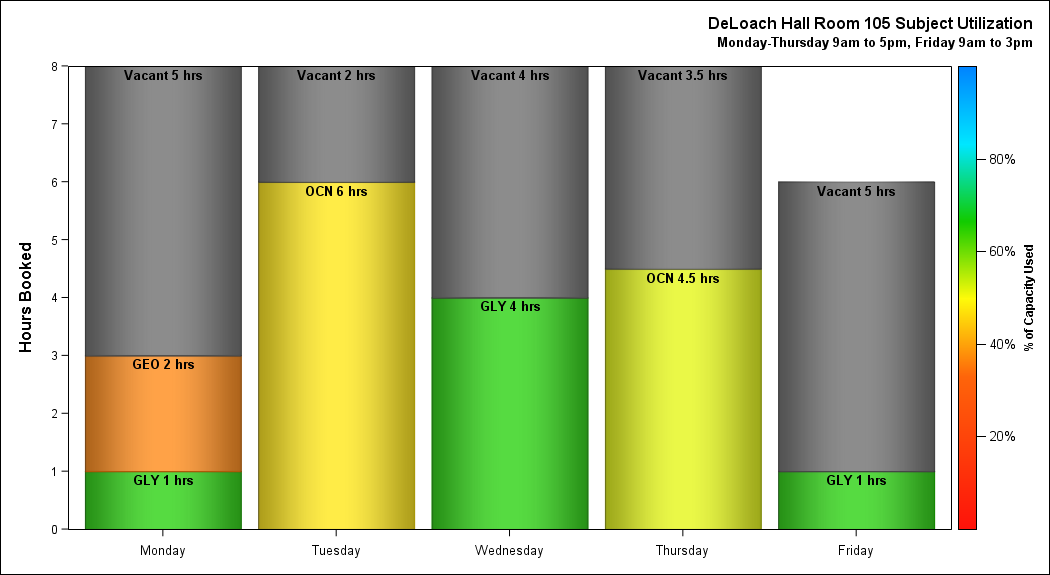 DeLoach Hall Room 105 Subject Utilization
Monday-Thursday 9am to 5pm, Friday 9am to 3pm
Hours Booked
8
7
6
5
4
3
2
1
0
Vacant 5 hrs
GEO 2 hrs
GLY 1 hrs
Vacant 2 hrs
OCN 6 hrs
Vacant 4 hrs
GLY 4 hrs
Vacant 3.5 hrs
OCN 4.5 hrs
Vacant 5 hrs
GLY 1 hrs
Monday
Tuesday
Wednesday
Thursday
Friday
80%
60%
40%
20%
% of Capacity Used